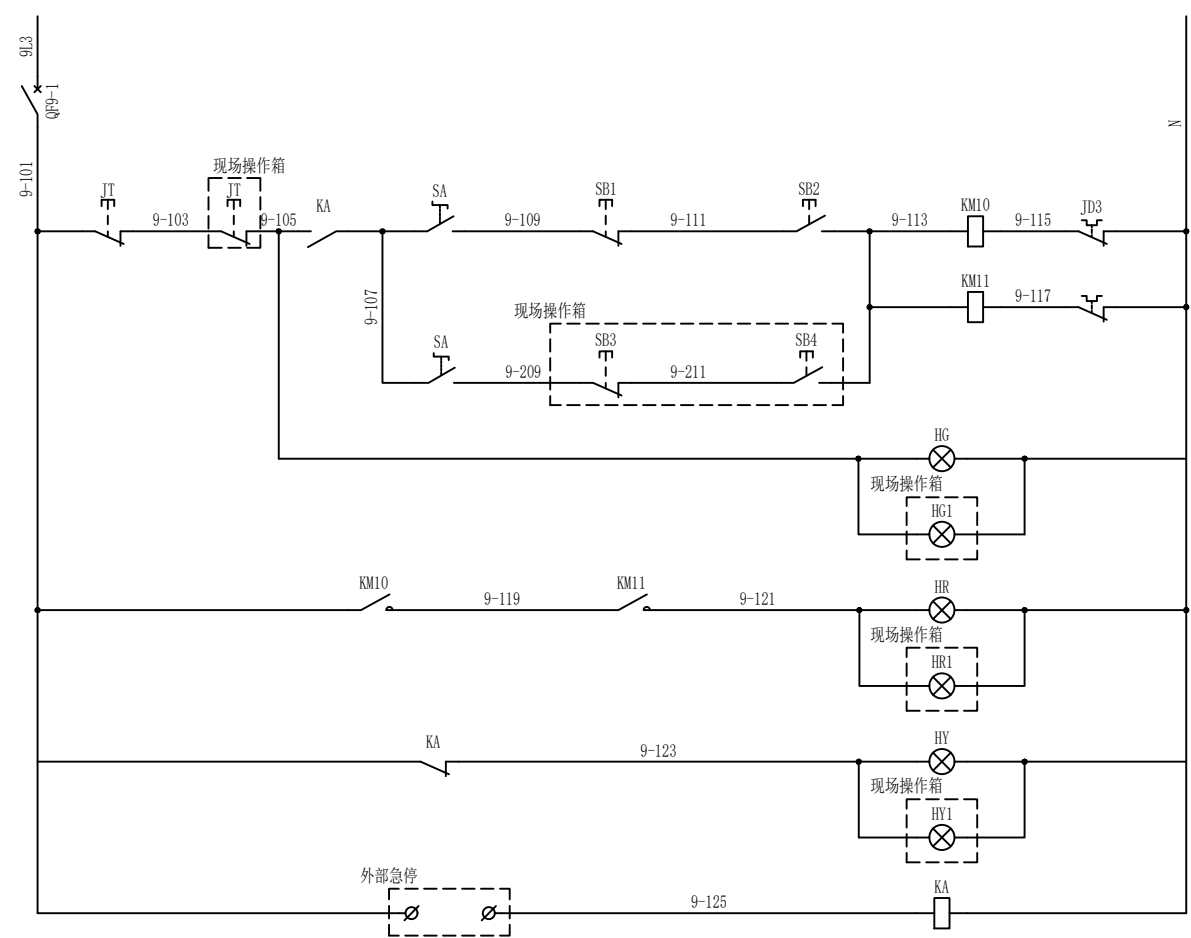 9L3
QF9-1
9-101
N
现场操作箱
JT
JT
9-103
9-105
KA
SA
9-109
SB1
9-111
SB2
9-113
KM10
9-115
JD3
KM11
9-117
9-107
现场操作箱
SA
9-209
SB3
9-211
SB4
HG
现场操作箱
HG1
KM10
9-119
KM11
9-121
HR
现场操作箱
HR1
KA
9-123
HY
现场操作箱
HY1
外部急停
9-125
KA